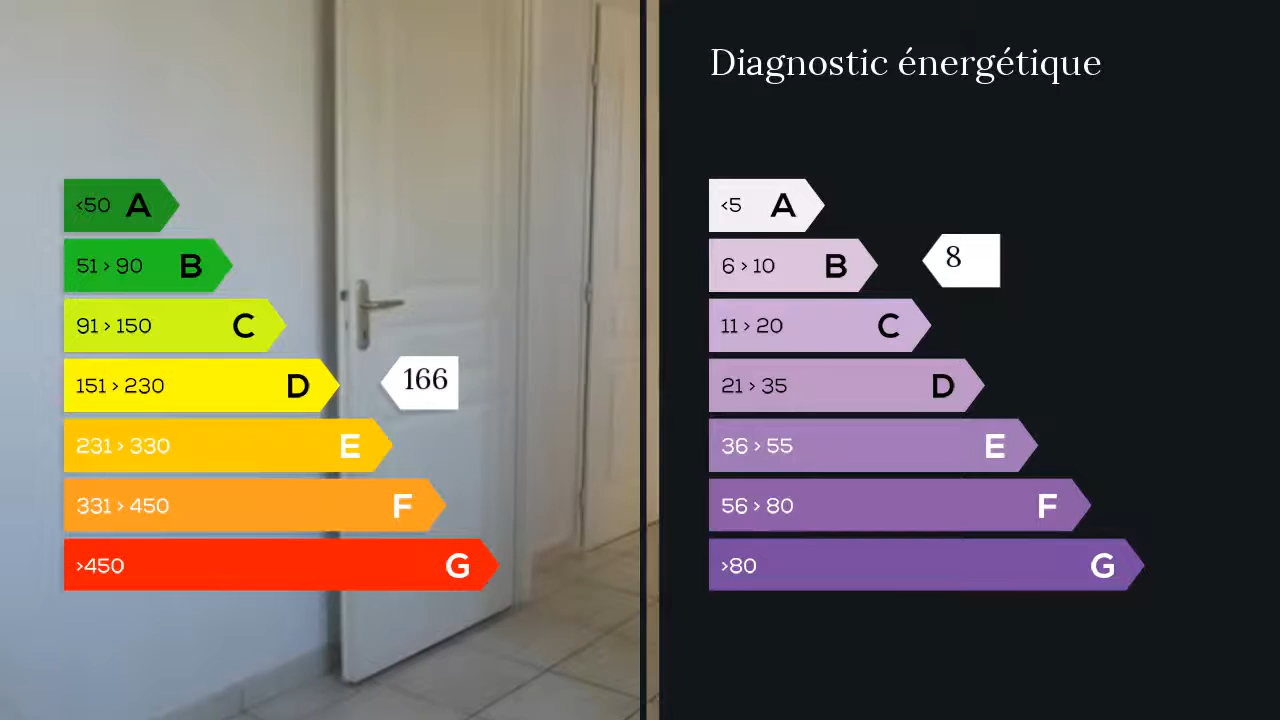 Diagnostic énergétique
<50 A
51 > 90 B
91 > 150 C
151 > 230 D
166
231 > 330 E
331 > 450 F
>450 G
<5 A
6 > 10 B
8
11 > 20 C
21 > 35 D
36 > 55 E
56 > 80 F
>80 G